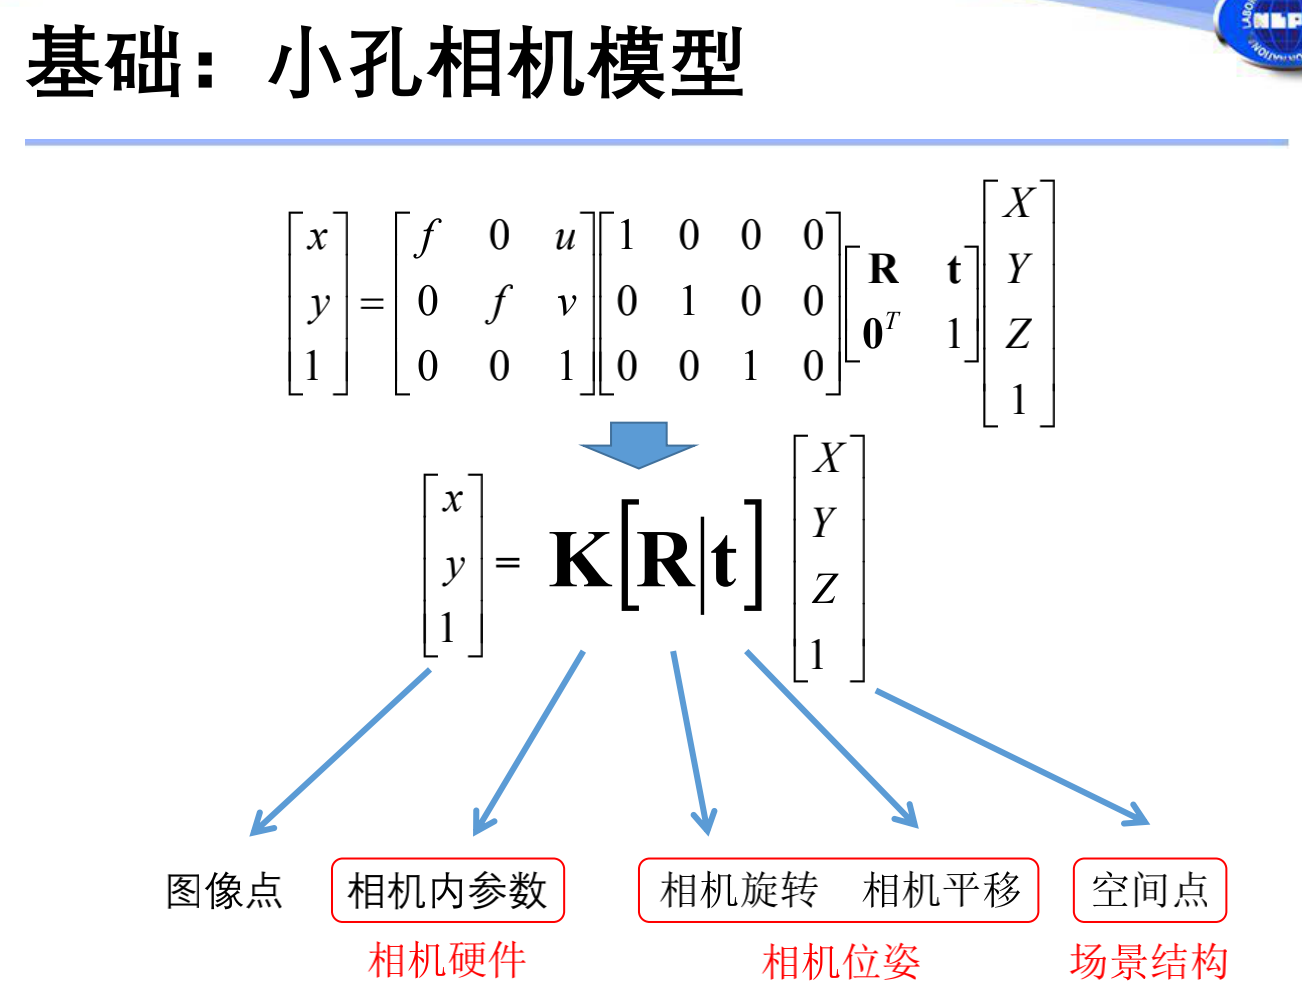 基础：小孔相机模型
[x y 1] = [f 0 u; 0 f v; 0 0 1] [1 0 0 0; 0 1 0 0; 0 0 1 0] [R t; 0^T 1] [X Y Z 1]
[x y 1] = K[R|t] [X Y Z 1]
图像点 相机内参数 相机旋转 相机平移 空间点
相机硬件 相机位姿 场景结构